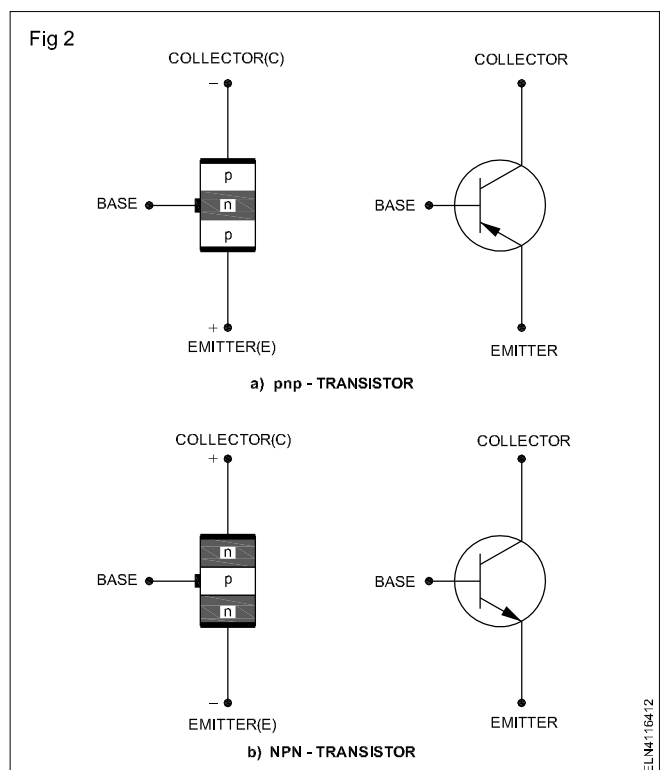 Fig 2
COLLECTOR(C)
COLLECTOR
–
p
BASE
n
BASE
p
+
EMITTER(E)
EMITTER
a) pnp - TRANSISTOR
COLLECTOR(C)
COLLECTOR
+
n
BASE
p
BASE
n
–
EMITTER(E)
EMITTER
b) NPN - TRANSISTOR
ELN4116412